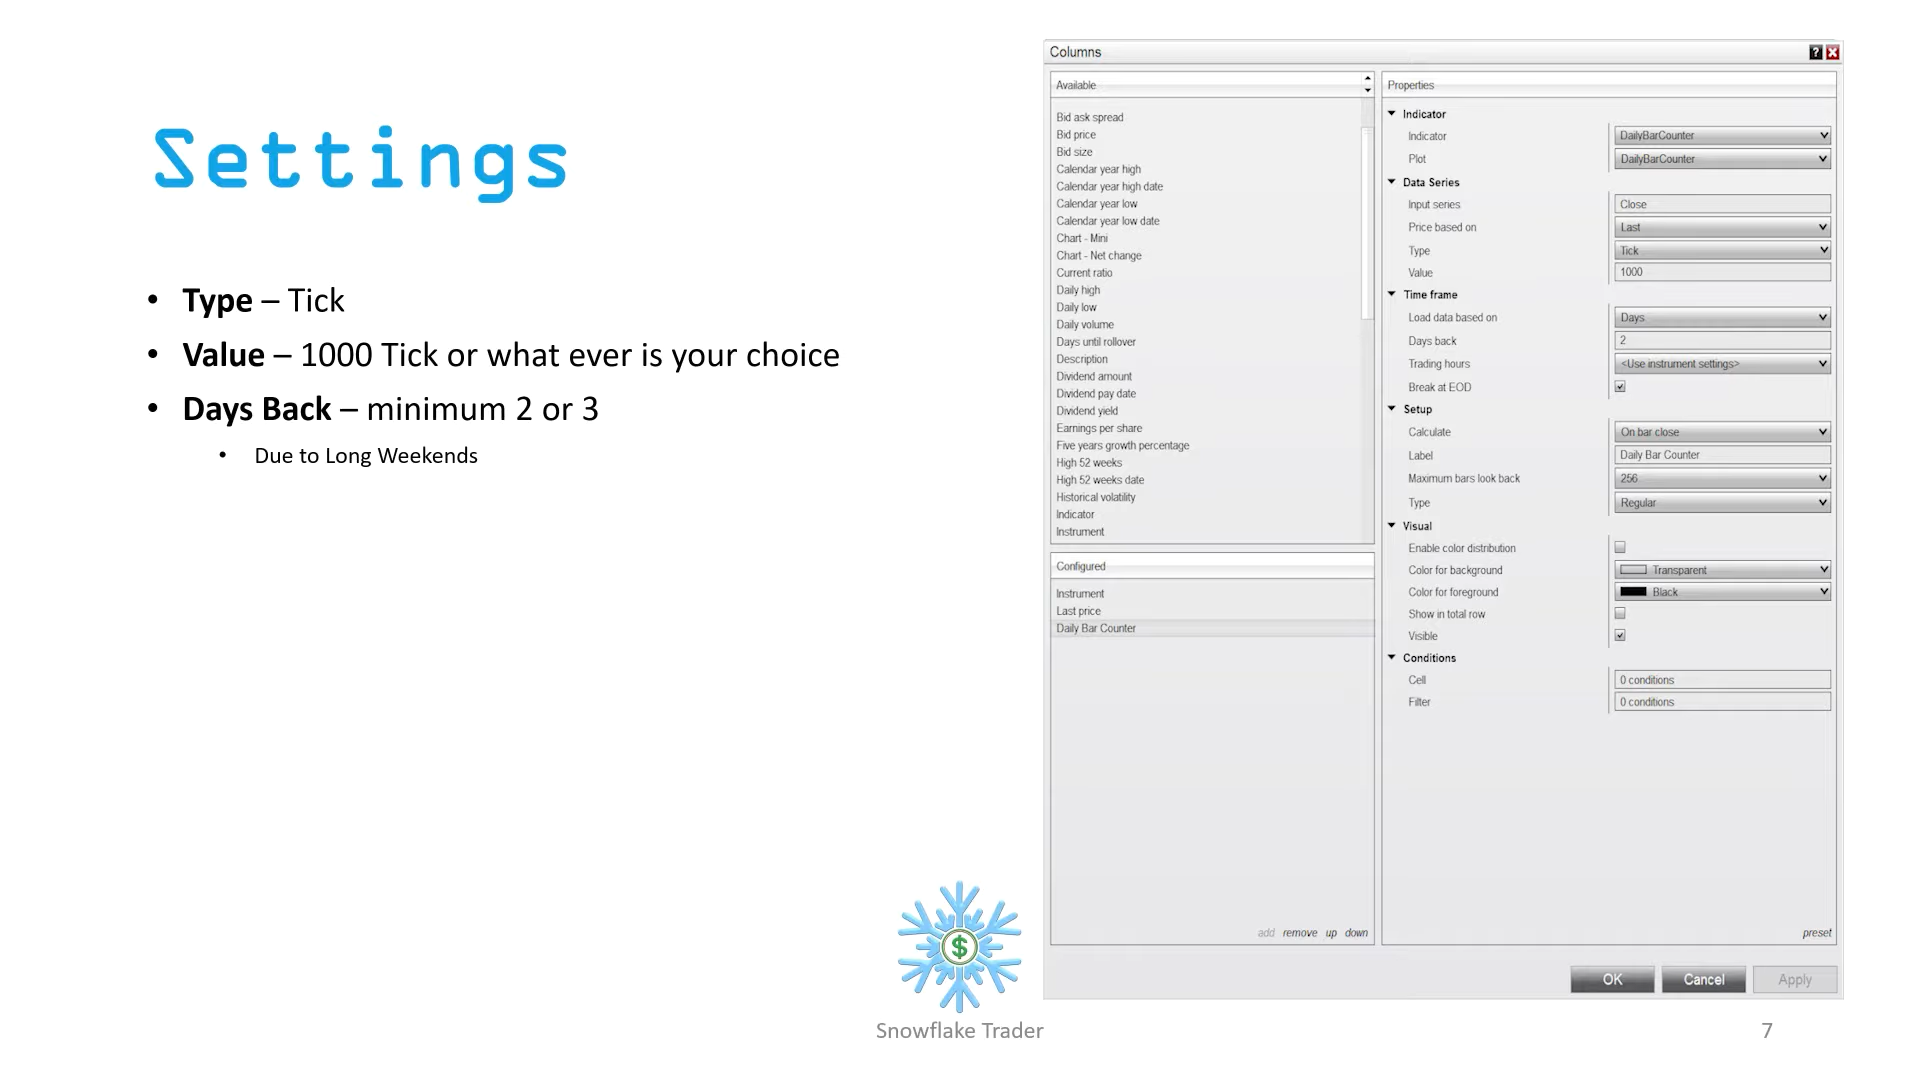 Settings
• Type – Tick
• Value – 1000 Tick or what ever is your choice
• Days Back – minimum 2 or 3
• Due to Long Weekends
Columns
?
Available
Bid ask spread
Bid price
Bid size
Calendar year high
Calendar year high date
Calendar year low
Calendar year low date
Chart - Mini
Chart - Net change
Current ratio
Daily high
Daily low
Daily volume
Days until rollover
Description
Dividend amount
Dividend pay date
Dividend yield
Earnings per share
Five years growth percentage
High 52 weeks
High 52 weeks date
Historical volatility
Indicator
Instrument
Configured
Instrument
Last price
Daily Bar Counter
add remove up down
Properties
Indicator
Indicator DailyBarCounter
Plot DailyBarCounter
Data Series
Input series Close
Price based on Last
Type Tick
Value 1000
Time frame
Load data based on Days
Days back 2
Trading hours <Use instrument settings>
Break at EOD
Setup
Calculate On bar close
Label Daily Bar Counter
Maximum bars look back 256
Type Regular
Visual
Enable color distribution
Color for background Transparent
Color for foreground Black
Show in total row
Visible
Conditions
Cell 0 conditions
Filter 0 conditions
preset
OK Cancel Apply
$
Snowflake Trader
7